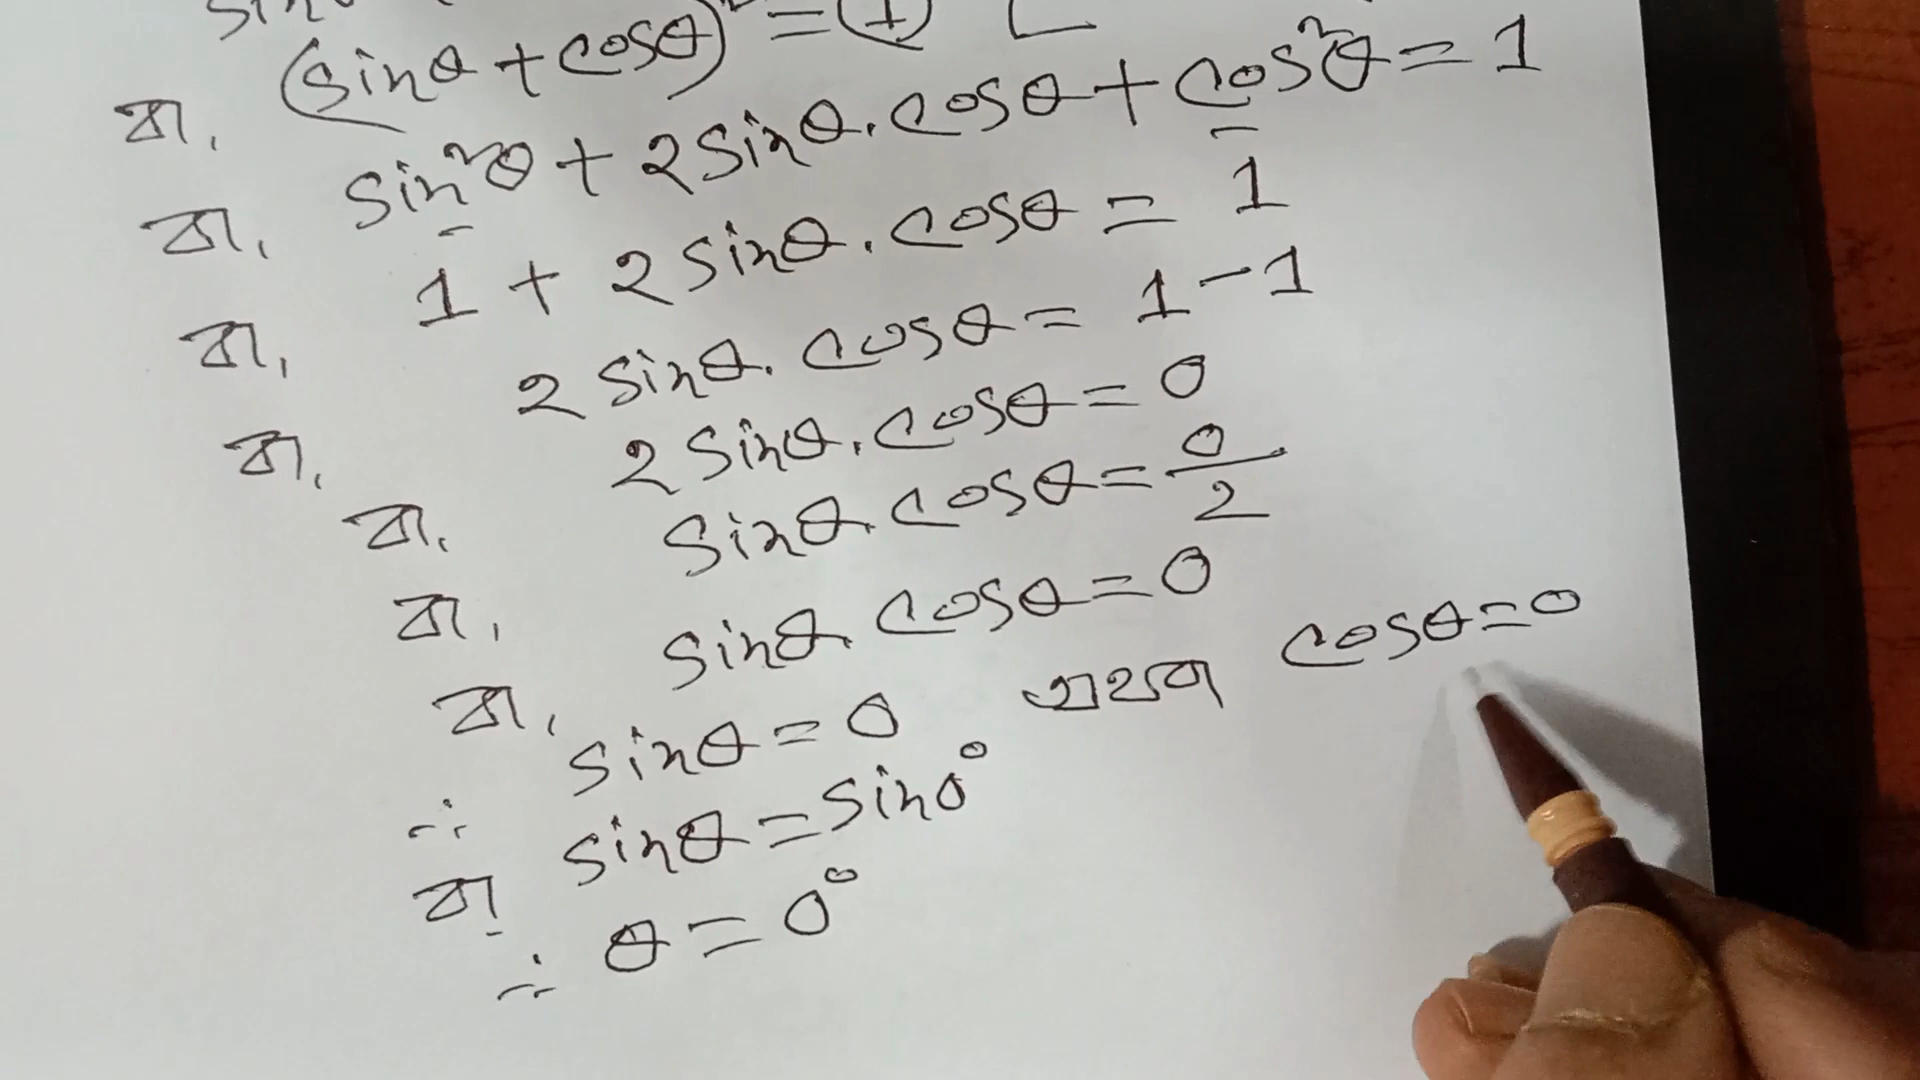 বা, (sinθ + cosθ)² = (1)
বা, sin²θ + 2sinθ.cosθ + cos²θ = 1
বা, 1 + 2sinθ.cosθ = 1
বা, 2sinθ.cosθ = 1-1
বা, 2sinθ.cosθ = 0
বা, sinθ.cosθ = 0/2
বা, sinθ.cosθ = 0
∴ sinθ = 0 অথবা cosθ = 0
বা, sinθ = sin0°
∴ θ = 0°